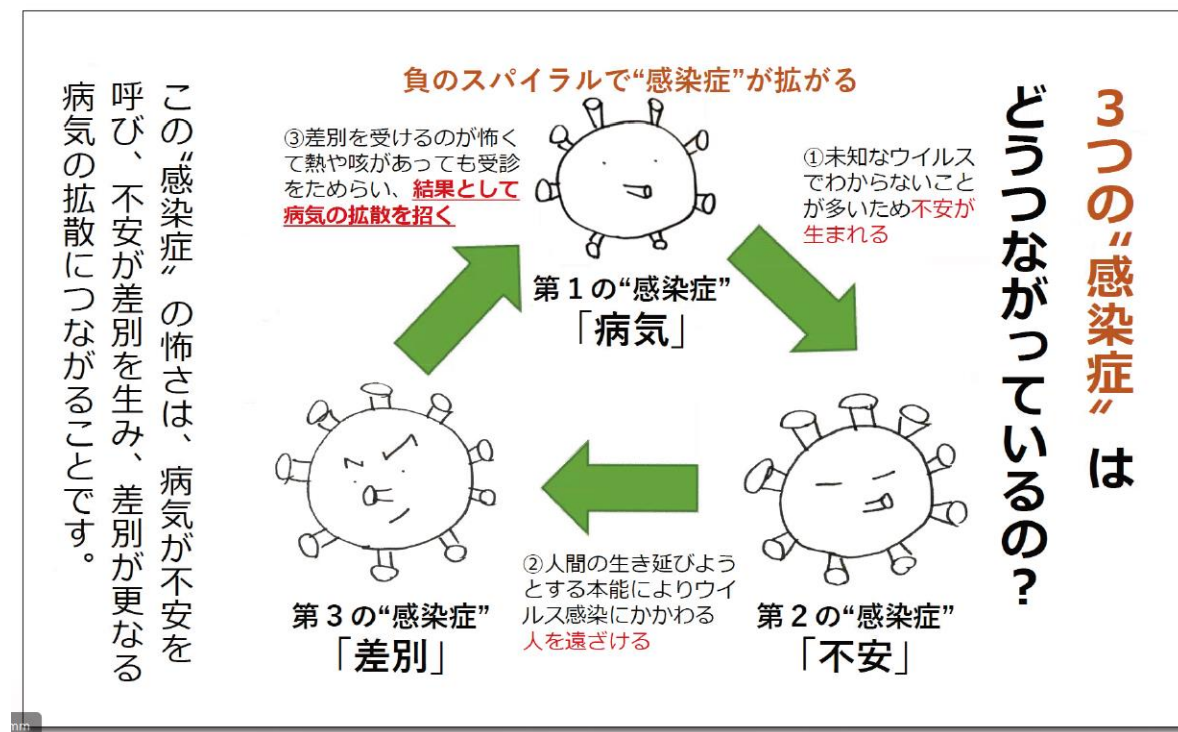 3つの“感染症”は
どうつながっているの?
負のスパイラルで“感染症”が拡がる
①未知なウイルス
でわからないこと
が多いため不安が
生まれる
第1の“感染症”
「病気」
③差別を受けるのが怖く
て熱や咳があっても受診
をためらい、結果として
病気の拡散を招く
第2の“感染症”
「不安」
②人間の生き延びよう
とする本能によりウイ
ルス感染にかかわる
人を遠ざける
第3の“感染症”
「差別」
この“感染症”の怖さは、病気が不安を
呼び、不安が差別を生み、差別が更なる
病気の拡散につながることです。
mm